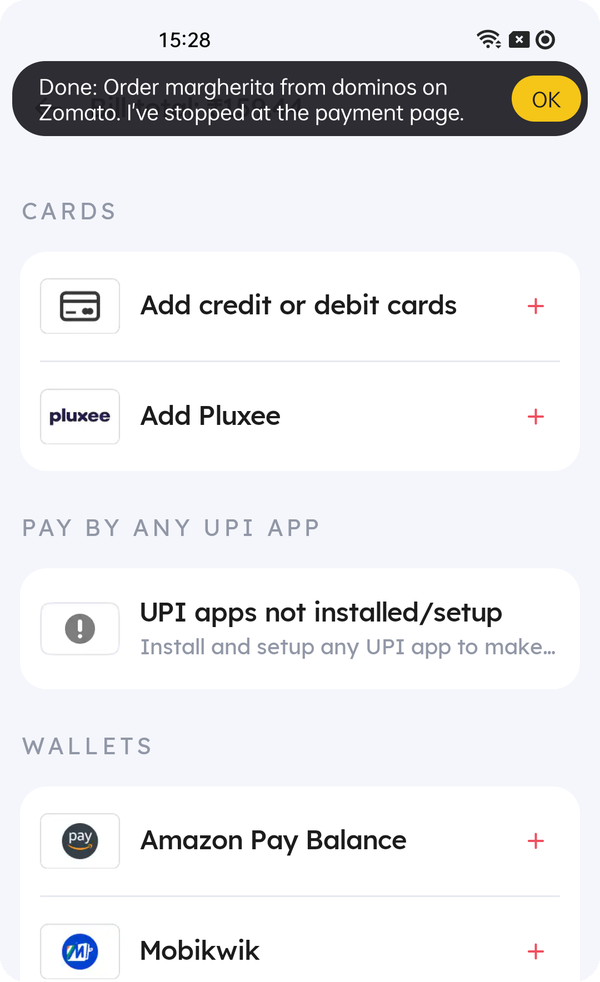 15:28
Done: Order margherita from dominos on
Zomato. I've stopped at the payment page.
OK
CARDS
Add credit or debit cards
+
pluxee
Add Pluxee
+
PAY BY ANY UPI APP
UPI apps not installed/setup
Install and setup any UPI app to make...
WALLETS
pay
Amazon Pay Balance
+
Mobikwik
+